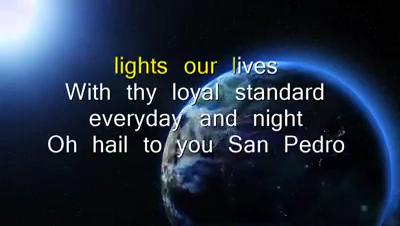 lights our lives
With thy loyal standard
everyday and night
Oh hail to you San Pedro